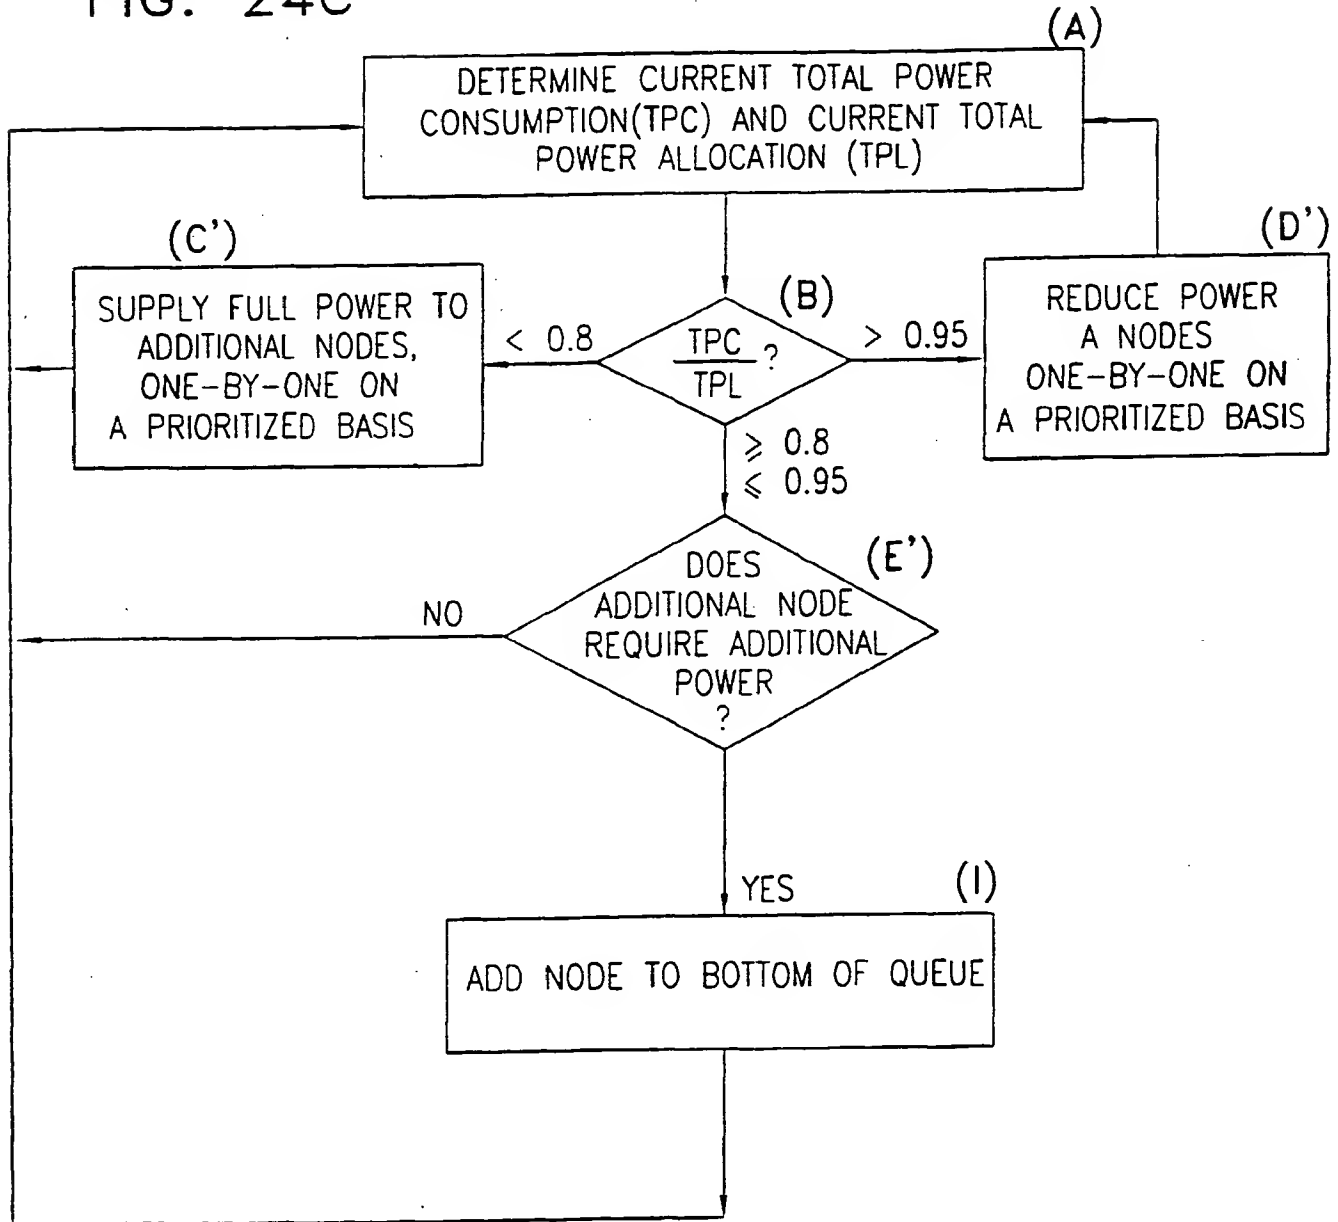 FIG. 24C
(A)
DETERMINE CURRENT TOTAL POWER
CONSUMPTION(TPC) AND CURRENT TOTAL
POWER ALLOCATION (TPL)
(C')
SUPPLY FULL POWER TO
ADDITIONAL NODES,
ONE-BY-ONE ON
A PRIORITIZED BASIS
< 0.8
(B)
TPC
TPL
?
> 0.95
(D')
REDUCE POWER
A NODES
ONE-BY-ONE ON
A PRIORITIZED BASIS
⩾ 0.8
⩽ 0.95
(E')
DOES
ADDITIONAL NODE
REQUIRE ADDITIONAL
POWER
?
NO
YES
(I)
ADD NODE TO BOTTOM OF QUEUE